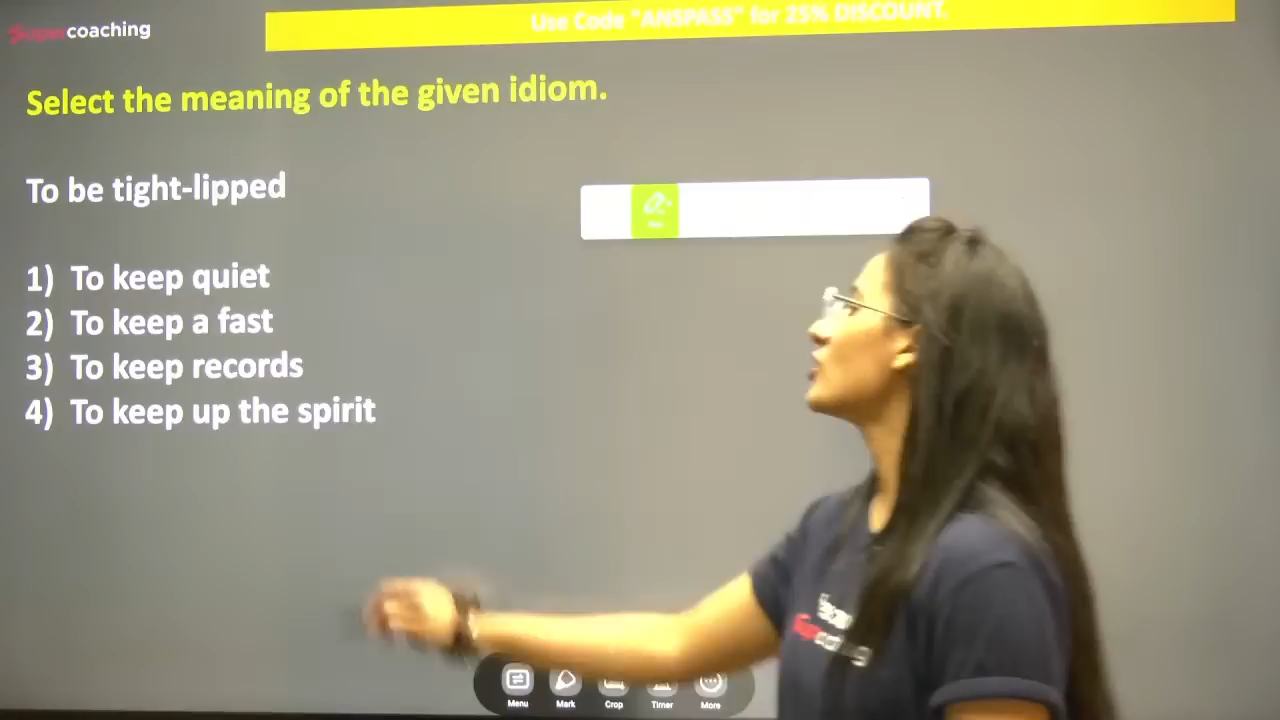 Supercoaching
Use Code "ANSPASS" for 25% DISCOUNT.
Select the meaning of the given idiom.
To be tight-lipped
1) To keep quiet
2) To keep a fast
3) To keep records
4) To keep up the spirit
Menu Mark Crop Timer More